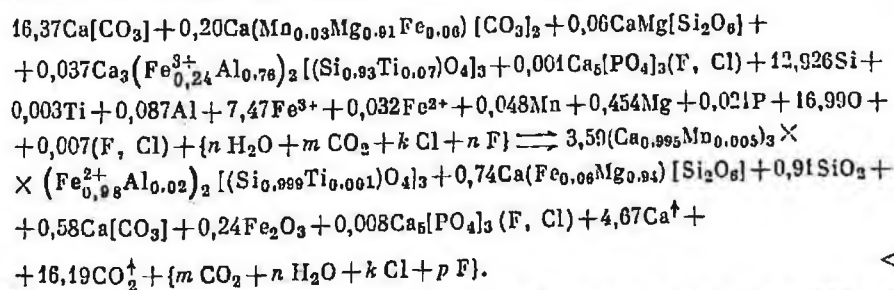 16,37Ca[CO₃]+0,20Ca(Mn₀.₀₃Mg₀.₉₁Fe₀.₀₆) [CO₃]₂+0,06CaMg[Si₂O₆]+
+0,037Ca₃(Fe³⁺₀,₂₄Al₀,₇₆)₂ [(Si₀.₉₃Ti₀.₀₇)O₄]₃+0,001Ca₅[PO₄]₃(F, Cl)+12,926Si+
0,003Ti+0,087Al+7,47Fe³⁺+0,032Fe²⁺+0,048Mn+0,454Mg+0,021P+16,99O+
+0,007(F, Cl)+{n H₂O+m CO₂+k Cl+n F} ⇌ 3,59(Ca₀.₉₉₅Mn₀.₀₀₅)₃ ×
× (Fe²⁺₀,₉₈Al₀.₀₂)₂ [(Si₀.₉₉₉Ti₀.₀₀₁)O₄]₃+0,74Ca(Fe₀.₀₆Mg₀.₉₄) [Si₂O₆]+0,91SiO₂+
+0,58Ca[CO₃]+0,24Fe₂O₃+0,008Ca₅[PO₄]₃ (F, Cl)+4,67Ca↑+
+16,19CO₂↑+{m CO₂+n H₂O+k Cl+p F}.
<